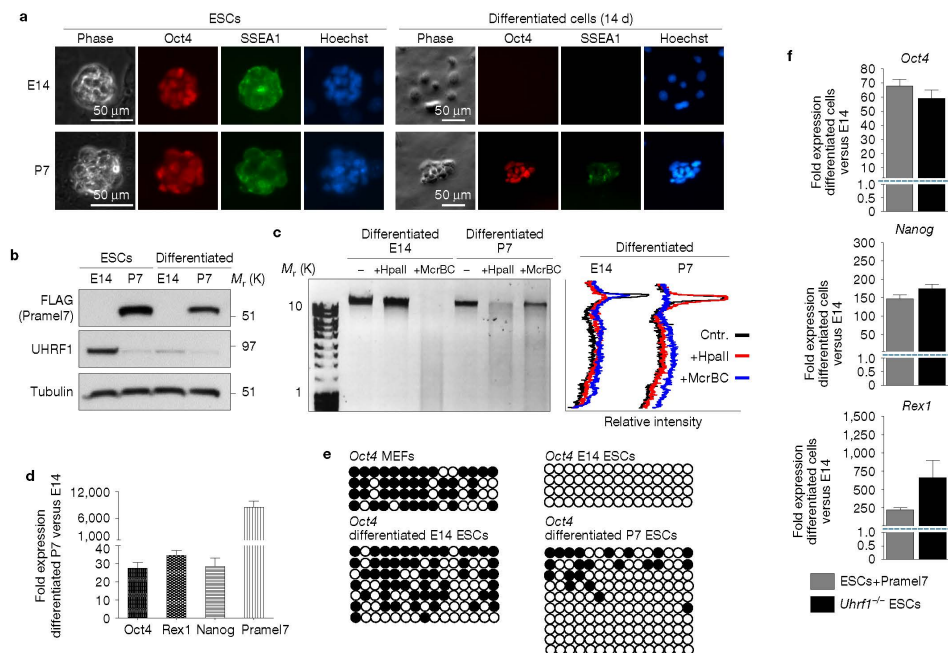 a
ESCs
Differentiated cells (14 d)
Phase Oct4 SSEA1 Hoechst Phase Oct4 SSEA1 Hoechst
E14
50 µm
50 µm
P7
50 µm
50 µm
b
ESCs Differentiated
E14 P7 E14 P7 Mr (K)
FLAG
(Pramel7)
51
UHRF1
97
Tubulin
51
c
Differentiated
E14
Differentiated
P7
Mr (K) – +HpaII +McrBC – +HpaII +McrBC
10
1
Differentiated
E14 P7
Cntr.
+HpaII
+McrBC
Relative intensity
d
Fold expression
differentiated P7 versus E14
12,000
6,000
1,000
40
30
20
10
0
Oct4 Rex1 Nanog Pramel7
e
Oct4 MEFs
Oct4 E14 ESCs
Oct4
differentiated E14 ESCs
Oct4
differentiated P7 ESCs
f
Oct4
Fold expression
differentiated cells
versus E14
80
70
60
50
40
30
20
10
1.0
0
Nanog
Fold expression
differentiated cells
versus E14
300
250
200
150
100
50
1.0
0
Rex1
Fold expression
differentiated cells
versus E14
1,500
1,250
1,000
750
500
250
1.0
0
ESCs+Pramel7
Uhrf1–/– ESCs